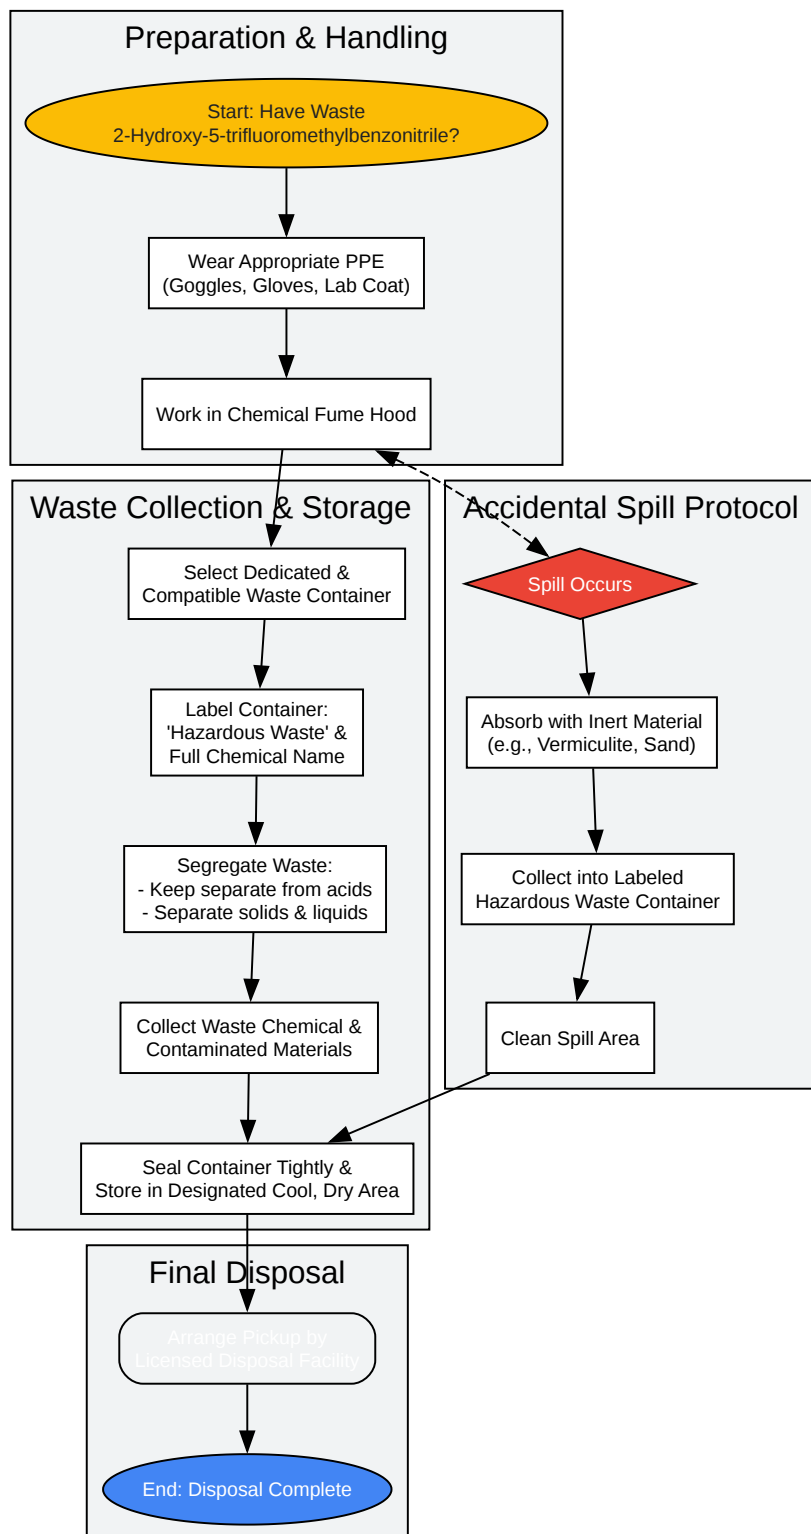 Preparation & Handling
Start: Have Waste
2-Hydroxy-5-trifluoromethylbenzonitrile?
Wear Appropriate PPE
(Goggles, Gloves, Lab Coat)
Work in Chemical Fume Hood
Waste Collection & Storage
Select Dedicated &
Compatible Waste Container
Label Container:
'Hazardous Waste' &
Full Chemical Name
Segregate Waste:
- Keep separate from acids
- Separate solids & liquids
Collect Waste Chemical &
Contaminated Materials
Seal Container Tightly &
Store in Designated Cool, Dry Area
Accidental Spill Protocol
Spill Occurs
Absorb with Inert Material
(e.g., Vermiculite, Sand)
Collect into Labeled
Hazardous Waste Container
Clean Spill Area
Final Disposal
Arrange Pickup by
Licensed Disposal Facility
End: Disposal Complete